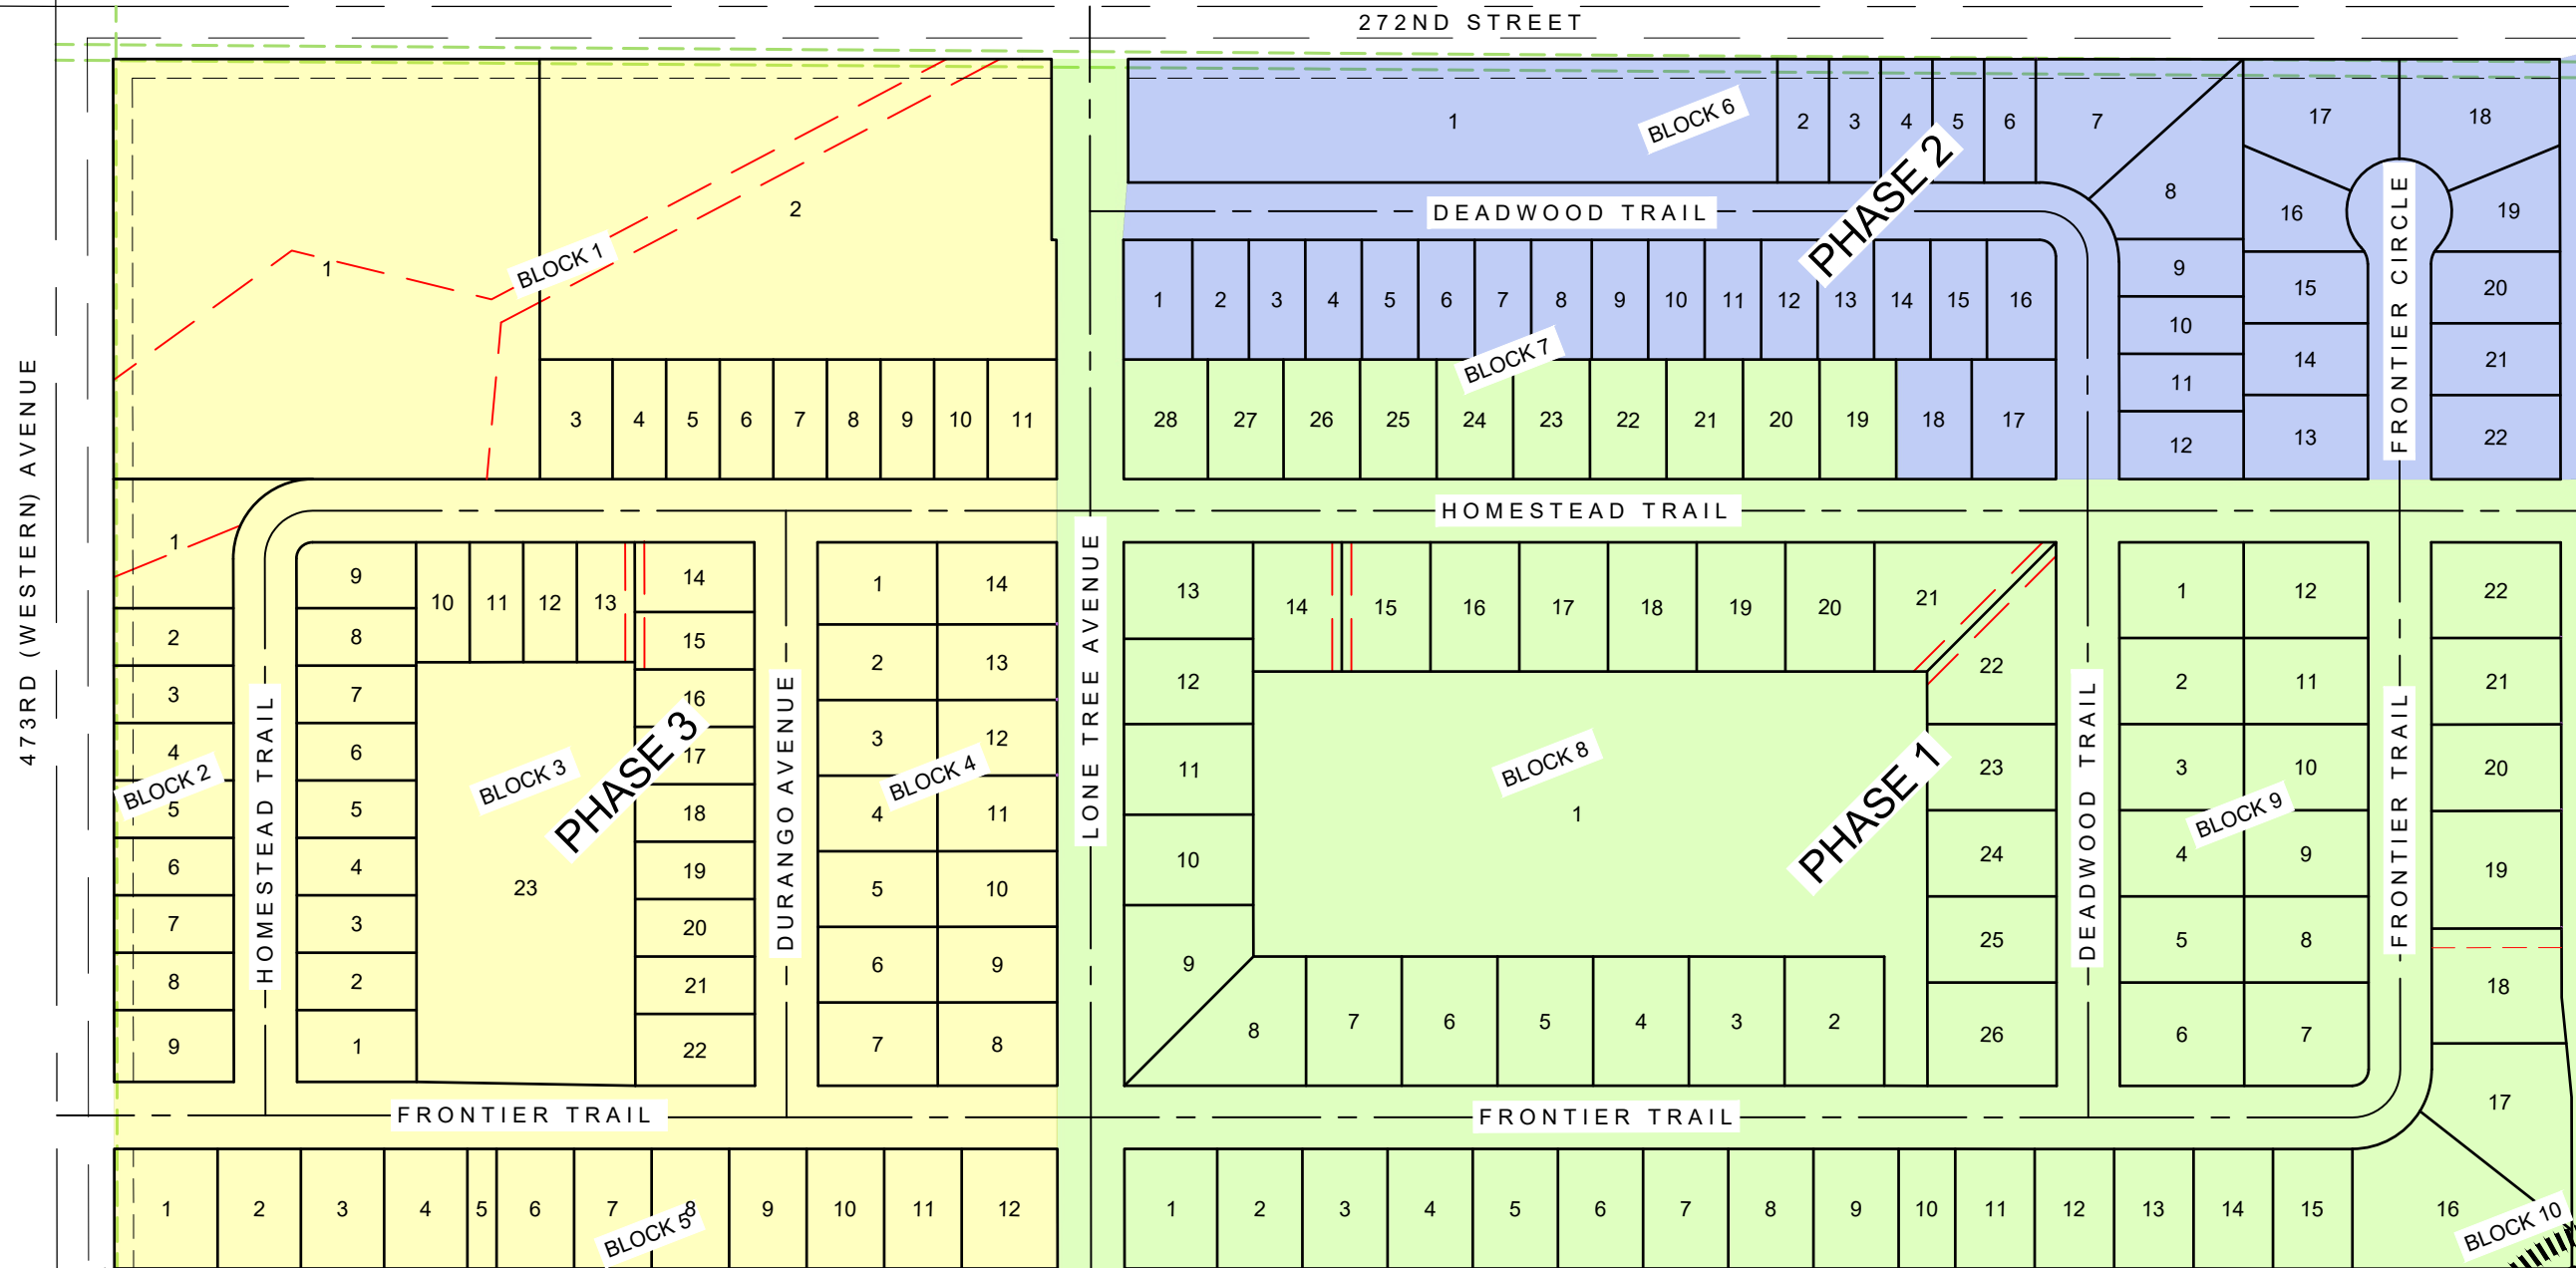 272ND STREET
473RD (WESTERN) AVENUE
1
BLOCK 1
2
3 4 5 6 7 8 9 10 11
1 BLOCK 6 2 3 4 5 6 7
8
9
10
11
12
PHASE 2
DEADWOOD TRAIL
1 2 3 4 5 6 7 8 9 10 11 12 13 14 15 16
BLOCK 7
28 27 26 25 24 23 22 21 20 19 18 17
17 18
16 19
15 20
14 21
13 22
FRONTIER CIRCLE
HOMESTEAD TRAIL
1
2
3
4
BLOCK 2
5
6
7
8
9
HOMESTEAD TRAIL
9
8
7
6
5
4
3
2
1
10 11 12 13
14
15
16
17
18
19
20
21
22
BLOCK 3
23
PHASE 3
DURANGO AVENUE
1 14
2 13
3 12
BLOCK 4
4 11
5 10
6 9
7 8
LONE TREE AVENUE
13
12
11
10
9
14 15 16 17 18 19 20 21
22
23
24
25
26
BLOCK 8
1
PHASE 1
8 7 6 5 4 3 2
DEADWOOD TRAIL
1 12
2 11
3 10
BLOCK 9
4 9
5 8
6 7
FRONTIER TRAIL
22
21
20
19
18
17
FRONTIER TRAIL
FRONTIER TRAIL
1 2 3 4 5 6 7 8 9 10 11 12
BLOCK 5
1 2 3 4 5 6 7 8 9 10 11 12 13 14 15 16
BLOCK 10